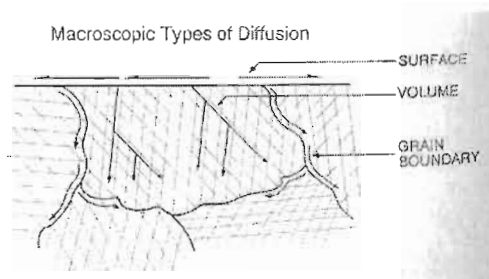 Macroscopic Types of Diffusion
SURFACE
VOLUME
GRAIN
BOUNDARY